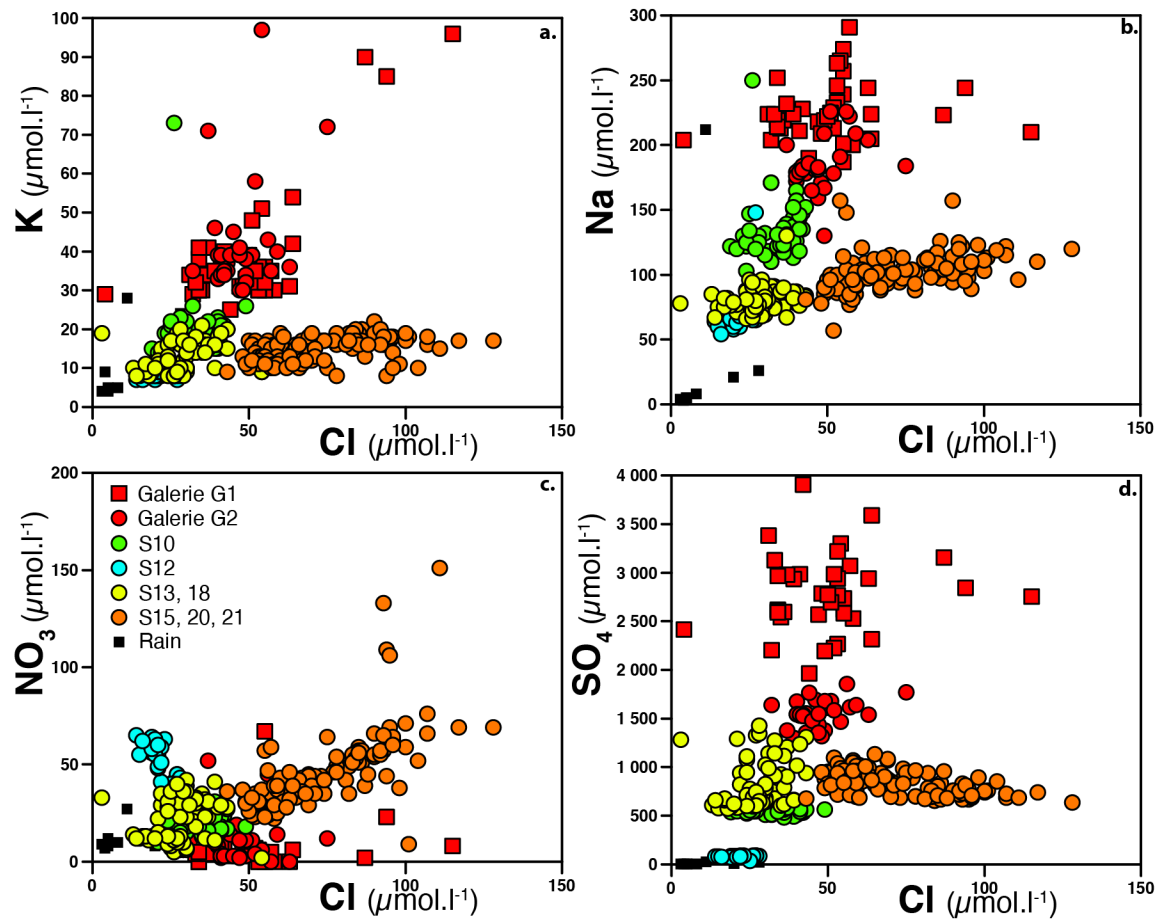 a.
100
90
80
70
60
50
40
30
20
10
0
K (µmol.l-1)
0 50 100 150
Cl (µmol.l-1)
b.
300
250
200
150
100
50
0
Na (µmol.l-1)
0 50 100 150
Cl (µmol.l-1)
c.
200
150
100
50
0
NO3 (µmol.l-1)
Galerie G1
Galerie G2
S10
S12
S13, 18
S15, 20, 21
Rain
0 50 100 150
Cl (µmol.l-1)
d.
4 000
3 500
3 000
2 500
2 000
1 500
1 000
500
0
SO4 (µmol.l-1)
0 50 100 150
Cl (µmol.l-1)